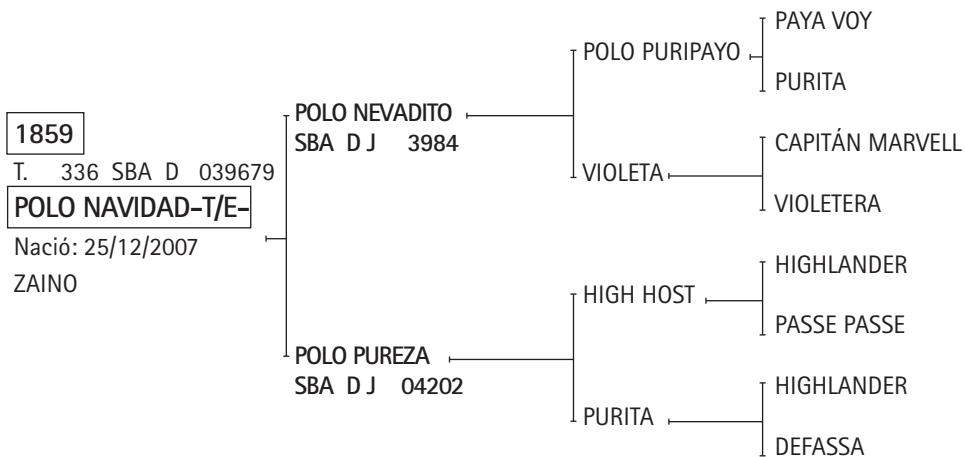 1859
T. 336 SBA D 039679
POLO NAVIDAD-T/E-
Nació: 25/12/2007
ZAINO
POLO NEVADITO
SBA D J 3984
POLO PUREZA
SBA D J 04202
POLO PURIPAYO
VIOLETA
HIGH HOST
PURITA
PAYA VOY
PURITA
CAPITÁN MARVELL
VIOLETERA
HIGHLANDER
PASSE PASSE
HIGHLANDER
DEFASSA